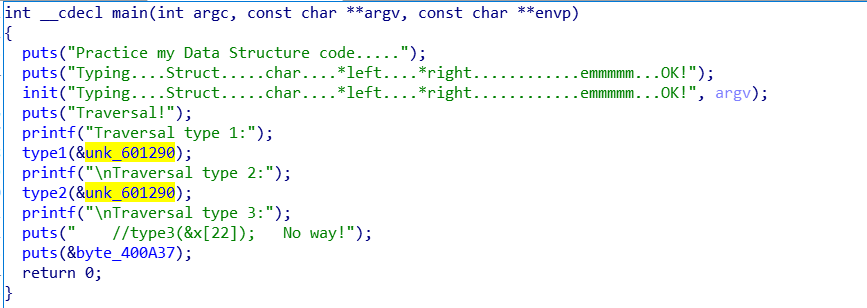 int __cdecl main(int argc, const char **argv, const char **envp)
{
  puts("Practice my Data Structure code.....");
  puts("Typing....Struct.....char....*left....*right............emmmmm...OK!");
  init("Typing....Struct.....char....*left....*right............emmmmm...OK!", argv);
  puts("Traversal!");
  printf("Traversal type 1:");
  type1(&unk_601290);
  printf("\nTraversal type 2:");
  type2(&unk_601290);
  printf("\nTraversal type 3:");
  puts("    //type3(&x[22]);   No way!");
  puts(&byte_400A37);
  return 0;
}